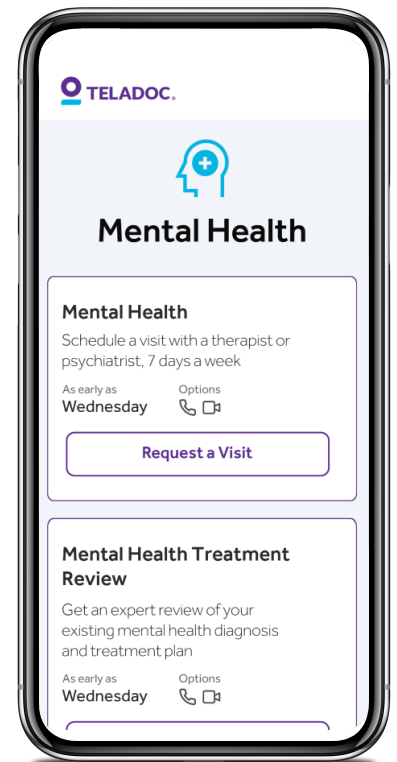 TELADOC.
Mental Health
Mental Health
Schedule a visit with a therapist or
psychiatrist, 7 days a week
As early as Options
Wednesday
Request a Visit
Mental Health Treatment
Review
Get an expert review of your
existing mental health diagnosis
and treatment plan
As early as Options
Wednesday